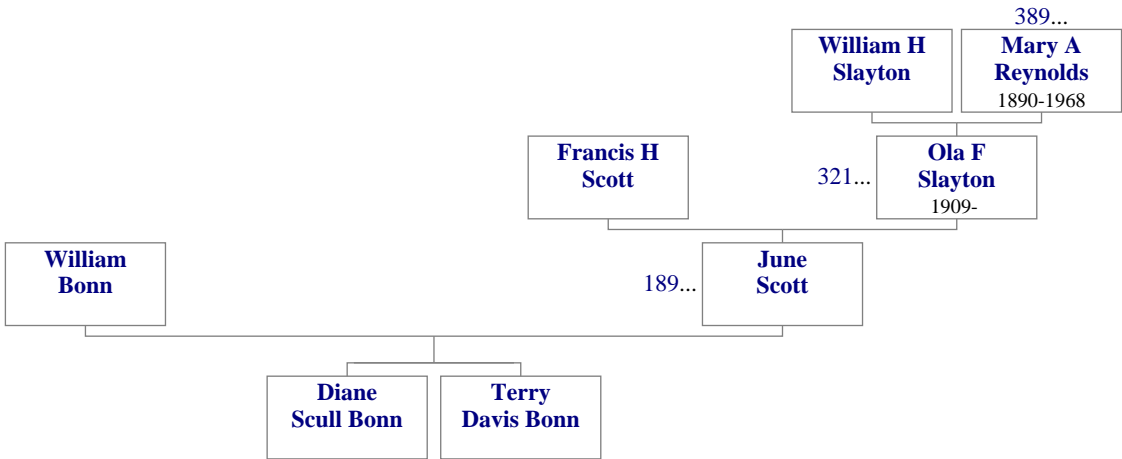 389...
William H
Slayton
Mary A
Reynolds
1890-1968
Francis H
Scott
321...
Ola F
Slayton
1909-
William
Bonn
189...
June
Scott
Diane
Scull Bonn
Terry
Davis Bonn